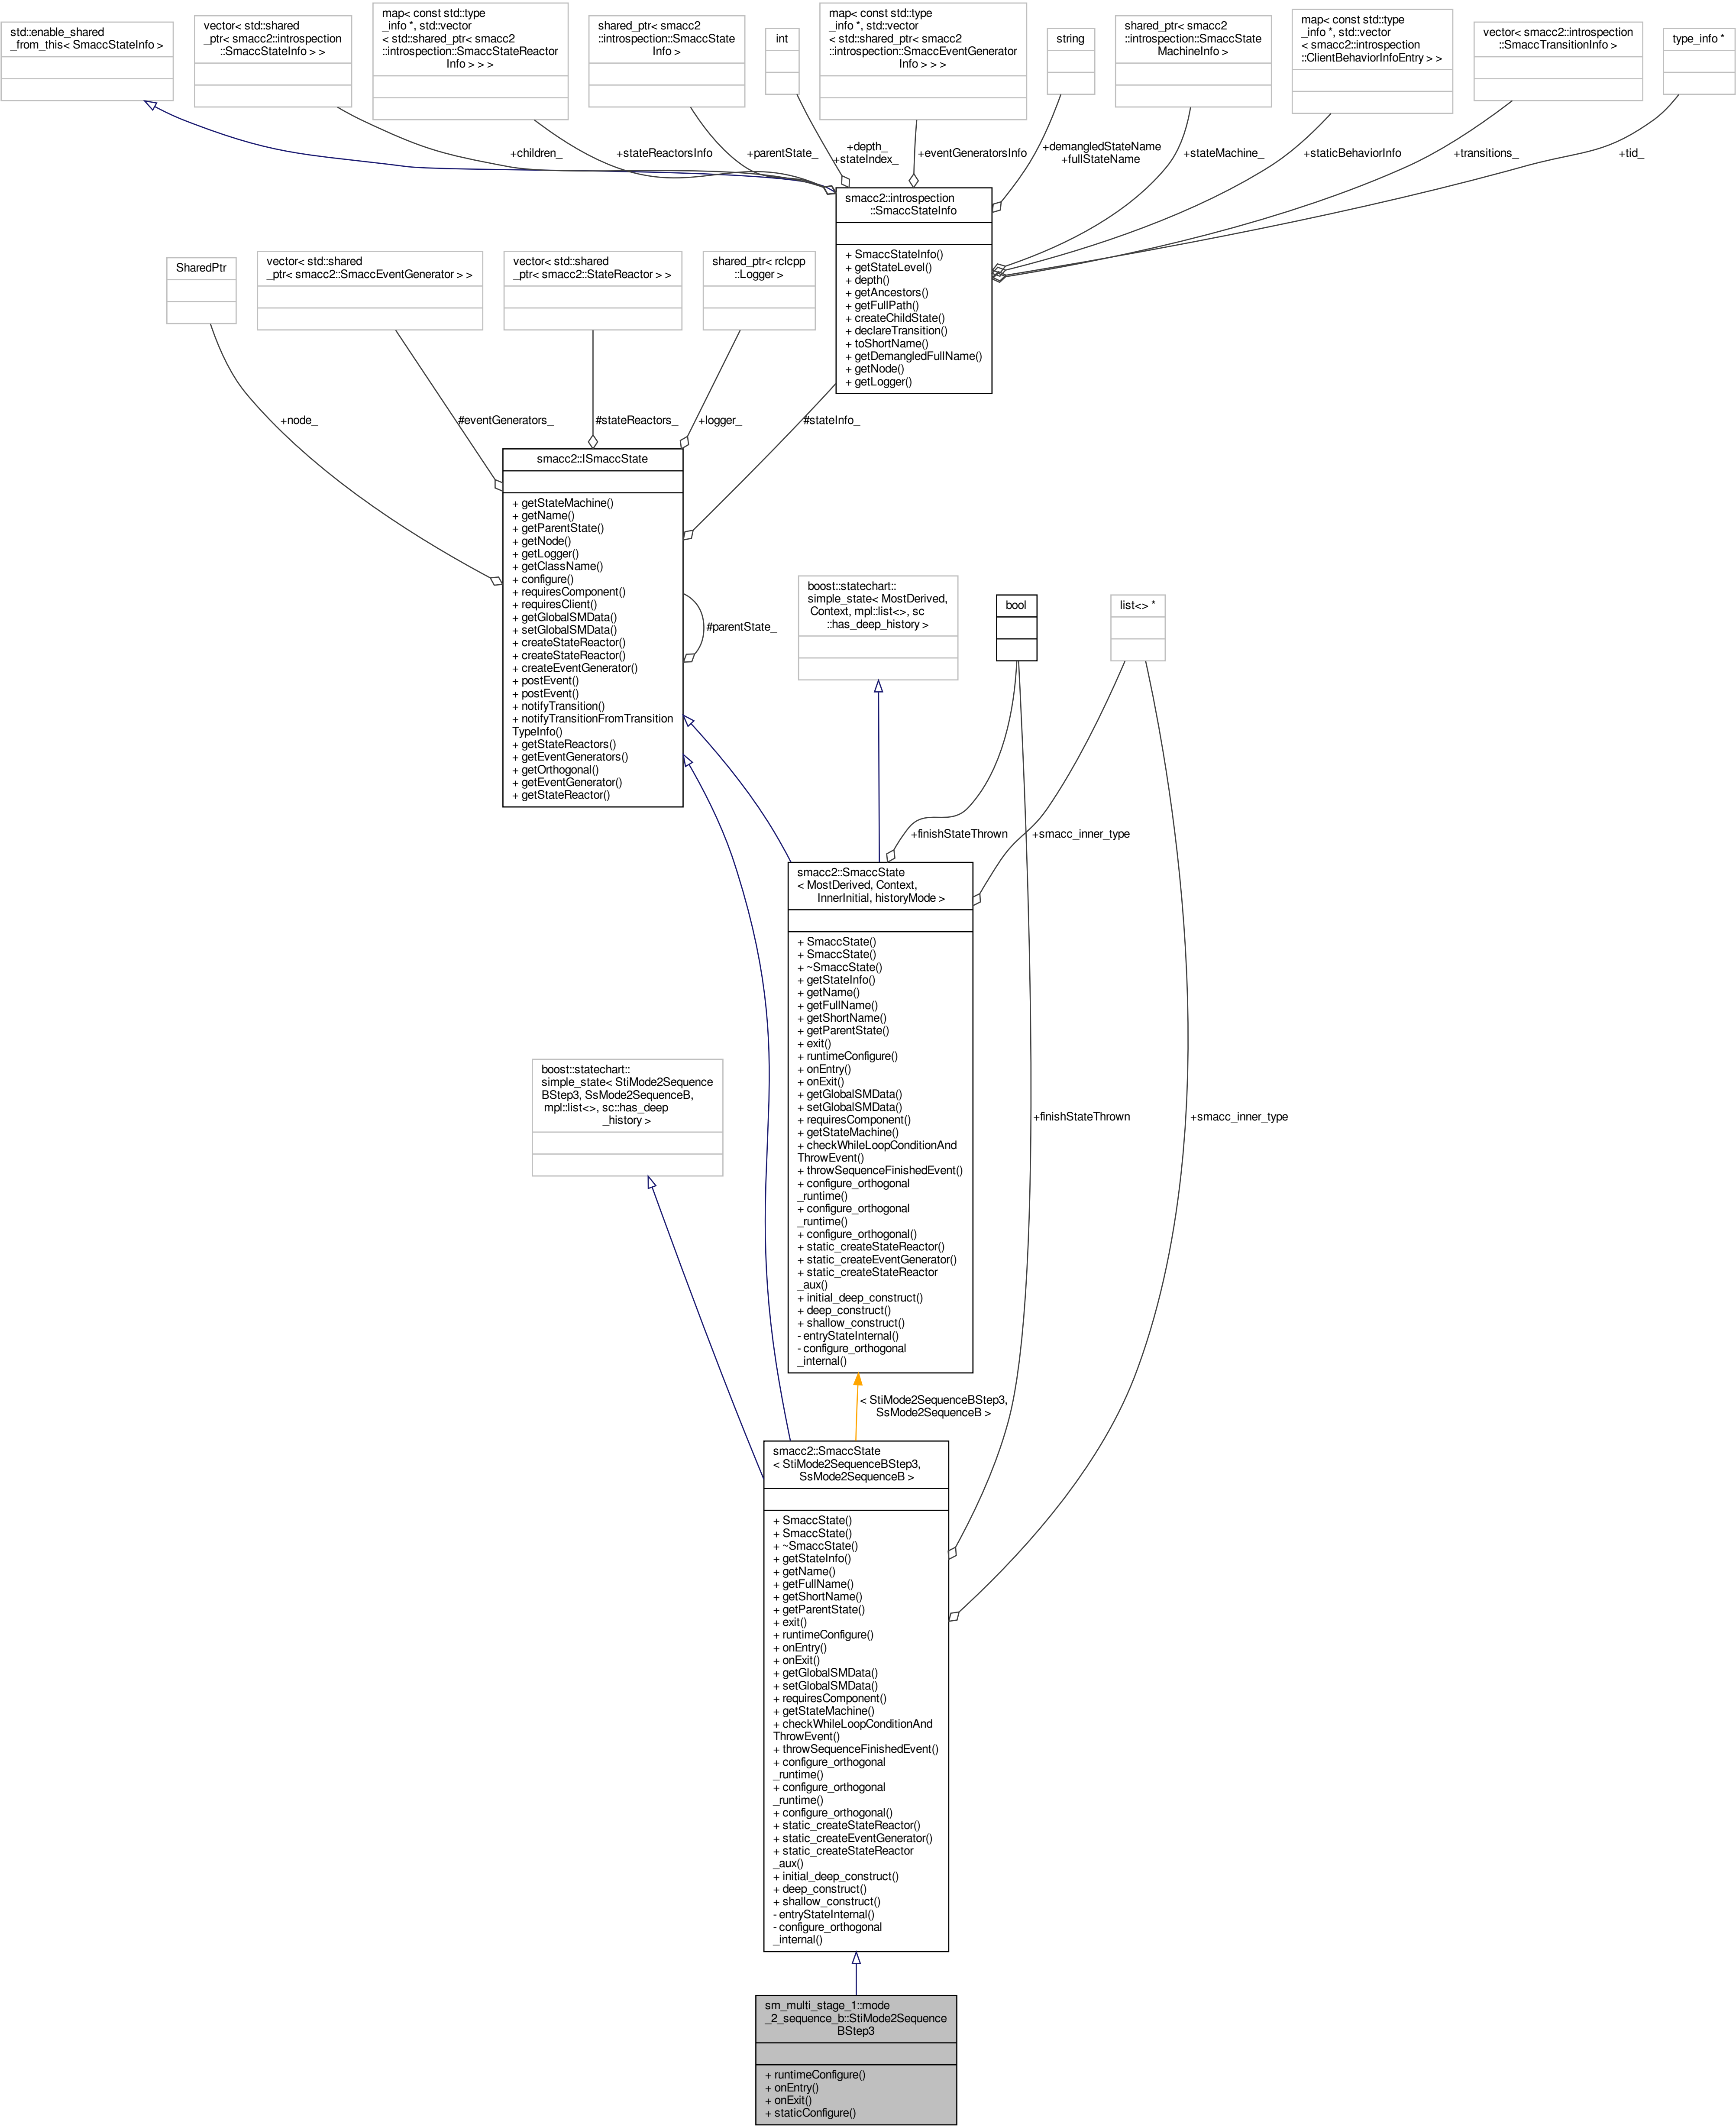 std::enable_shared
_from_this< SmaccStateInfo >
vector< std::shared
_ptr< smacc2::introspection
::SmaccStateInfo > >
map< const std::type
_info *, std::vector
< std::shared_ptr< smacc2
::introspection::SmaccStateReactor
Info > > >
shared_ptr< smacc2
::introspection::SmaccState
Info >
int
map< const std::type
_info *, std::vector
< std::shared_ptr< smacc2
::introspection::SmaccEventGenerator
Info > > >
string
shared_ptr< smacc2
::introspection::SmaccState
MachineInfo >
map< const std::type
_info *, std::vector
< smacc2::introspection
::ClientBehaviorInfoEntry > >
vector< smacc2::introspection
::SmaccTransitionInfo >
type_info *
+children_
+stateReactorsInfo
+parentState_
+depth_
+stateIndex_
+eventGeneratorsInfo
+demangledStateName
+fullStateName
+stateMachine_
+staticBehaviorInfo
+transitions_
+tid_
smacc2::introspection
::SmaccStateInfo
+ SmaccStateInfo()
+ getStateLevel()
+ depth()
+ getAncestors()
+ getFullPath()
+ createChildState()
+ declareTransition()
+ toShortName()
+ getDemangledFullName()
+ getNode()
+ getLogger()
SharedPtr
vector< std::shared
_ptr< smacc2::SmaccEventGenerator > >
vector< std::shared
_ptr< smacc2::StateReactor > >
shared_ptr< rclcpp
::Logger >
+node_
#eventGenerators_
#stateReactors_
+logger_
#stateInfo_
smacc2::ISmaccState
+ getStateMachine()
+ getName()
+ getParentState()
+ getNode()
+ getLogger()
+ getClassName()
+ configure()
+ requiresComponent()
+ requiresClient()
+ getGlobalSMData()
+ setGlobalSMData()
+ createStateReactor()
+ createStateReactor()
+ createEventGenerator()
+ postEvent()
+ postEvent()
+ notifyTransition()
+ notifyTransitionFromTransition
TypeInfo()
+ getStateReactors()
+ getEventGenerators()
+ getOrthogonal()
+ getEventGenerator()
+ getStateReactor()
#parentState_
boost::statechart::
simple_state< MostDerived,
Context, mpl::list<>, sc
::has_deep_history >
bool
list<> *
+finishStateThrown
+smacc_inner_type
smacc2::SmaccState
< MostDerived, Context,
InnerInitial, historyMode >
+ SmaccState()
+ SmaccState()
+ ~SmaccState()
+ getStateInfo()
+ getName()
+ getFullName()
+ getShortName()
+ getParentState()
+ exit()
+ runtimeConfigure()
+ onEntry()
+ onExit()
+ getGlobalSMData()
+ setGlobalSMData()
+ requiresComponent()
+ getStateMachine()
+ checkWhileLoopConditionAnd
ThrowEvent()
+ throwSequenceFinishedEvent()
+ configure_orthogonal
_runtime()
+ configure_orthogonal
_runtime()
+ configure_orthogonal()
+ static_createStateReactor()
+ static_createEventGenerator()
+ static_createStateReactor
_aux()
+ initial_deep_construct()
+ deep_construct()
+ shallow_construct()
- entryStateInternal()
- configure_orthogonal
_internal()
boost::statechart::
simple_state< StiMode2Sequence
BStep3, SsMode2SequenceB,
mpl::list<>, sc::has_deep
_history >
+finishStateThrown
+smacc_inner_type
< StiMode2SequenceBStep3,
SsMode2SequenceB >
smacc2::SmaccState
< StiMode2SequenceBStep3,
SsMode2SequenceB >
+ SmaccState()
+ SmaccState()
+ ~SmaccState()
+ getStateInfo()
+ getName()
+ getFullName()
+ getShortName()
+ getParentState()
+ exit()
+ runtimeConfigure()
+ onEntry()
+ onExit()
+ getGlobalSMData()
+ setGlobalSMData()
+ requiresComponent()
+ getStateMachine()
+ checkWhileLoopConditionAnd
ThrowEvent()
+ throwSequenceFinishedEvent()
+ configure_orthogonal
_runtime()
+ configure_orthogonal
_runtime()
+ configure_orthogonal()
+ static_createStateReactor()
+ static_createEventGenerator()
+ static_createStateReactor
_aux()
+ initial_deep_construct()
+ deep_construct()
+ shallow_construct()
- entryStateInternal()
- configure_orthogonal
_internal()
sm_multi_stage_1::mode
_2_sequence_b::StiMode2Sequence
BStep3
+ runtimeConfigure()
+ onEntry()
+ onExit()
+ staticConfigure()